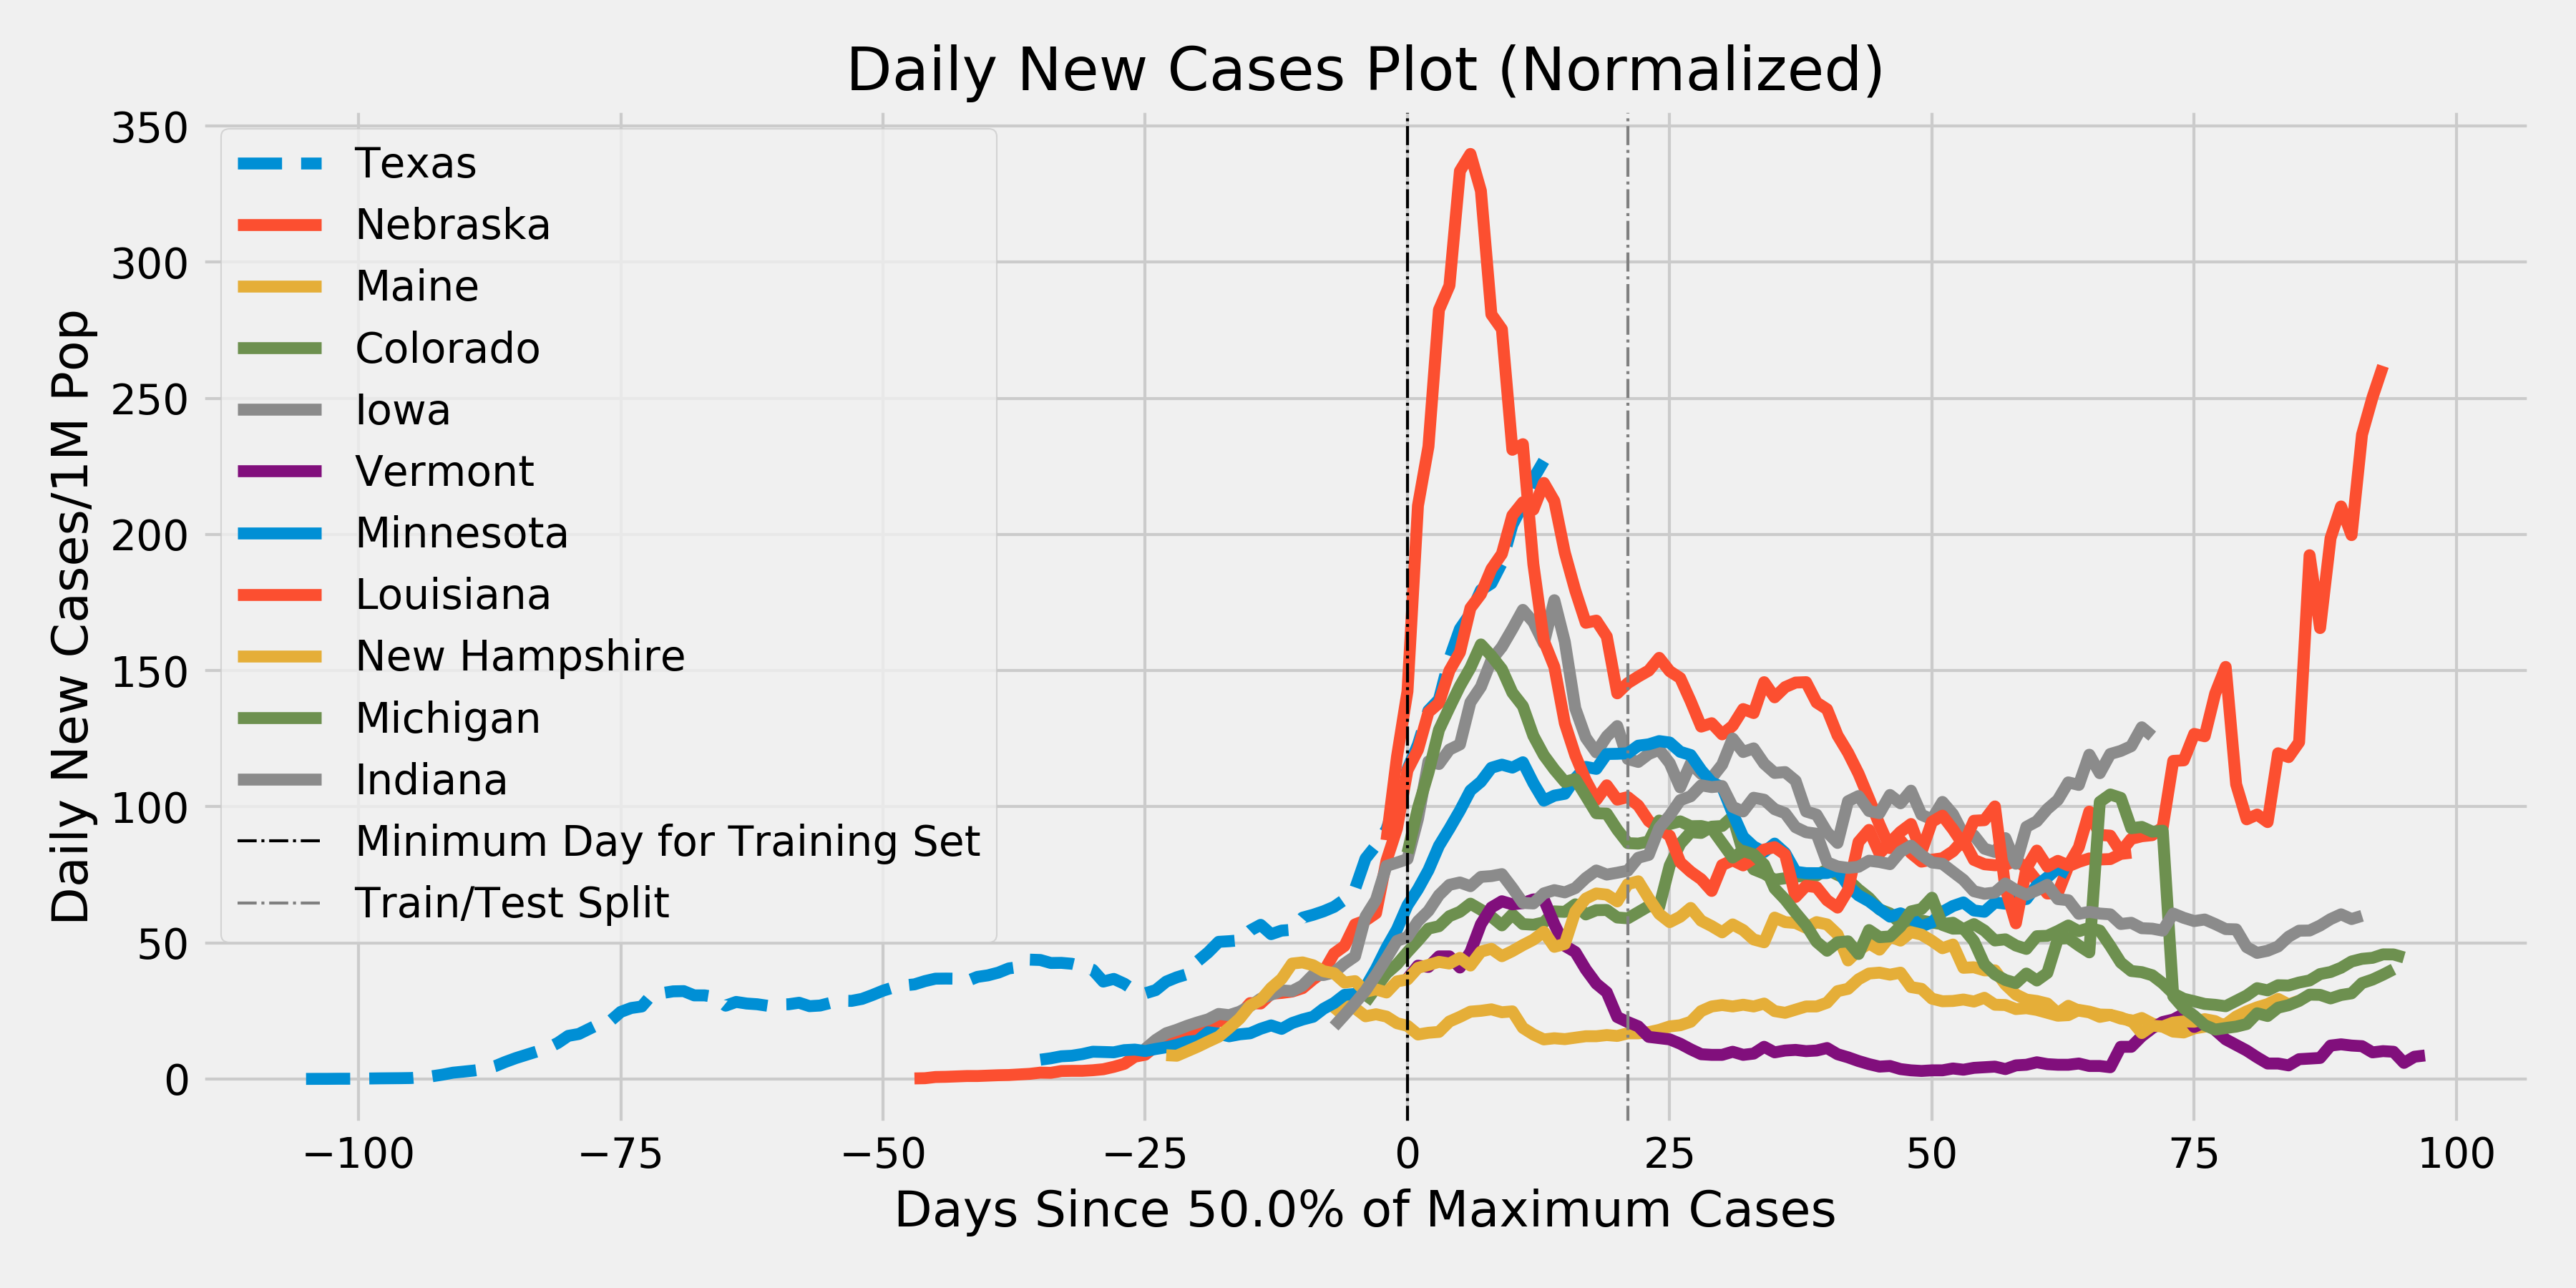 Daily New Cases Plot (Normalized)
350
300
250
200
150
100
50
0
Daily New Cases/1M Pop
Texas
Nebraska
Maine
Colorado
Iowa
Vermont
Minnesota
Louisiana
New Hampshire
Michigan
Indiana
Minimum Day for Training Set
Train/Test Split
−100 −75 −50 −25 0 25 50 75 100
Days Since 50.0% of Maximum Cases